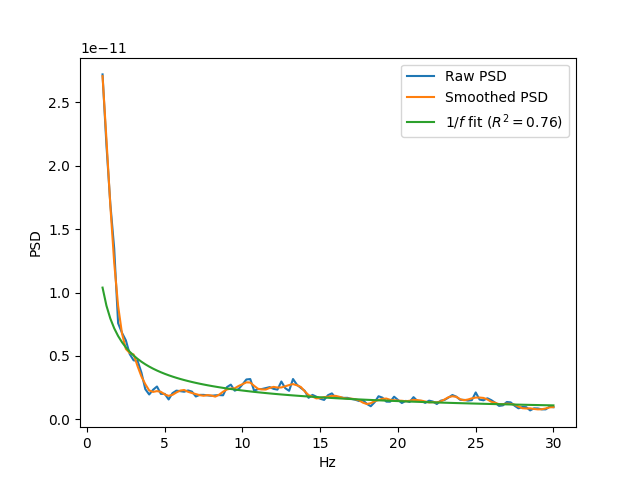 1e−11
Raw PSD
Smoothed PSD
1/f fit (R² = 0.76)
2.5
2.0
1.5
1.0
0.5
0.0
PSD
0 5 10 15 20 25 30
Hz